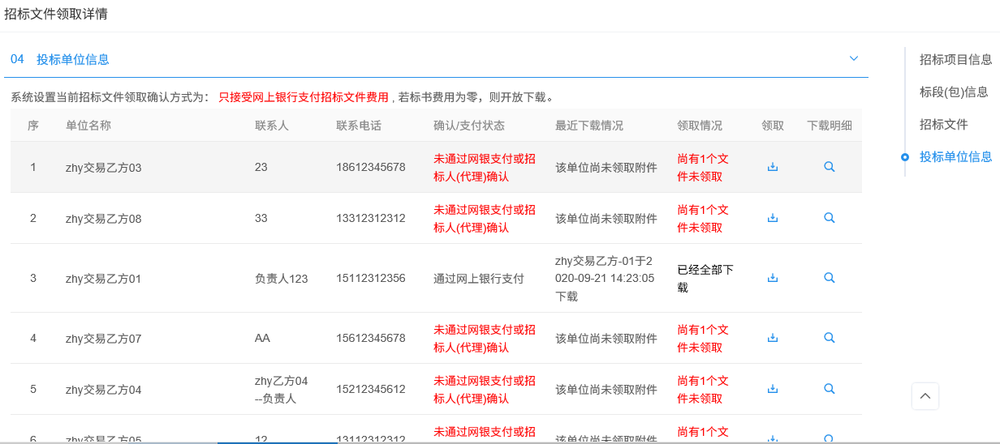 招标文件领取详情
04 投标单位信息
招标项目信息
标段(包)信息
招标文件
投标单位信息
系统设置当前招标文件领取确认方式为： 只接受网上银行支付招标文件费用 , 若标书费用为零，则开放下载。
序 单位名称 联系人 联系电话 确认/支付状态 最近下载情况 领取情况 领取 下载明细
1 zhy交易乙方03 23 18612345678 未通过网银支付或招 该单位尚未领取附件 尚有1个文
标人(代理)确认 件未领取
2 zhy交易乙方08 33 13312312312 未通过网银支付或招 该单位尚未领取附件 尚有1个文
标人(代理)确认 件未领取
3 zhy交易乙方01 负责人123 15112312356 通过网上银行支付 zhy交易乙方-01于2 已经全部下
020-09-21 14:23:05 载
下载
4 zhy交易乙方07 AA 15612345678 未通过网银支付或招 该单位尚未领取附件 尚有1个文
标人(代理)确认 件未领取
5 zhy交易乙方04 zhy乙方04 15212345612 未通过网银支付或招 该单位尚未领取附件 尚有1个文
--负责人 标人(代理)确认 件未领取
6 zhy交易乙方05 12 13112312312 未通过网银支付或招 该单位尚未领取附件 尚有1个文